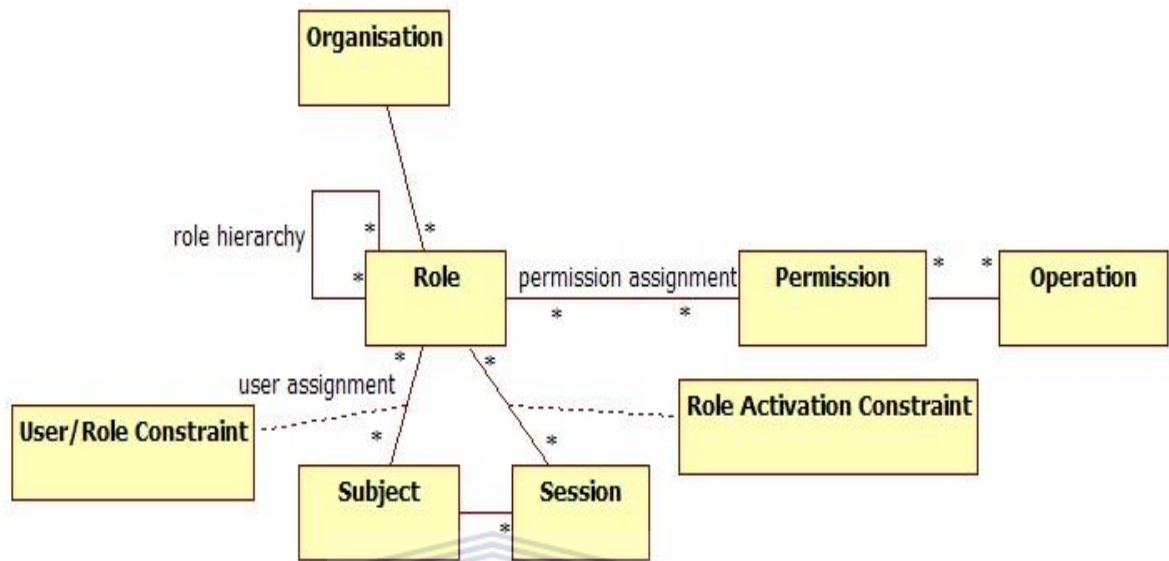 Organisation
role hierarchy
*
*
*
Role
permission assignment
*
*
Permission
*
*
Operation
*
*
user assignment
User/Role Constraint
Role Activation Constraint
*
*
Subject
*
Session